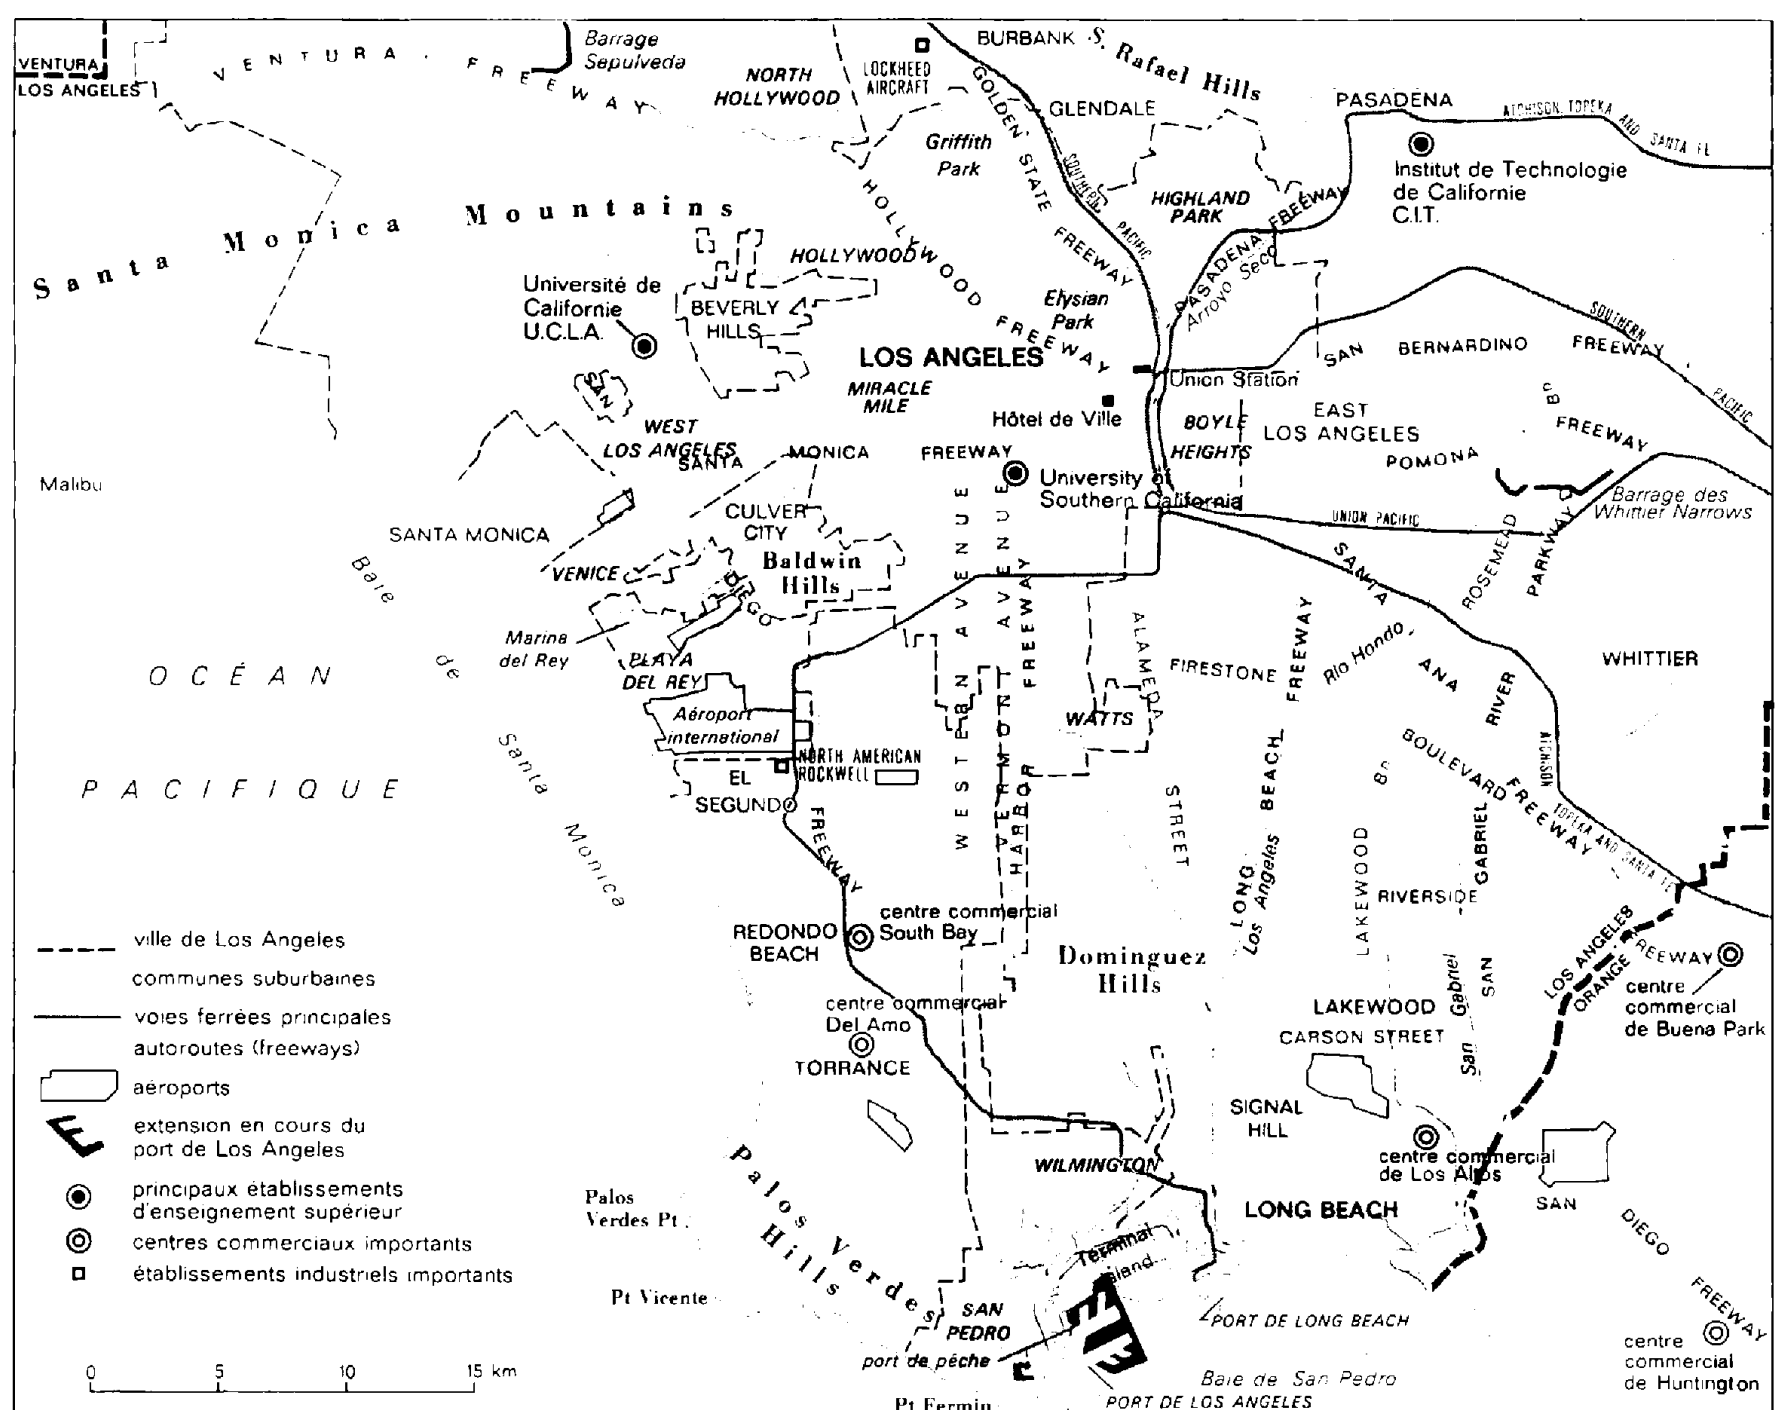 VENTURA
LOS ANGELES
VENTURA FREEWAY
Barrage
Sepulveda
NORTH
HOLLYWOOD
LOCKHEED
AIRCRAFT
BURBANK
S. Rafael Hills
GOLDEN STATE FREEWAY
GLENDALE
PASADENA
ATCHISON, TOPEKA AND SANTA FE
Griffith
Park
SOUTHERN PACIFIC
HIGHLAND
PARK
Institut de Technologie
de Californie
C.I.T.
Santa Monica Mountains
HOLLYWOOD FREEWAY
PASADENA FREEWAY
Arroyo Seco
HOLLYWOOD
Université de
Californie
U.C.L.A.
BEVERLY
HILLS
Elysian
Park
LOS ANGELES
SOUTHERN PACIFIC
SAN BERNARDINO FREEWAY
Union Station
MIRACLE
MILE
SAN
Hôtel de Ville
BOYLE
HEIGHTS
EAST
LOS ANGELES
POMONA FREEWAY
WEST
LOS ANGELES
SANTA MONICA FREEWAY
Malibu
University of
Southern California
Barrage des
Whittier Narrows
SANTA MONICA
CULVER
CITY
UNION PACIFIC
ROSEMEAD
PARKWAY
VENICE
Baldwin
Hills
DIEGO
SANTA ANA
WESTERN AVENUE
VERMONT AVENUE
HARBOR FREEWAY
Marina
del Rey
PLAYA
DEL REY
ALAMEDA STREET
FIRESTONE
LONG BEACH FREEWAY
Rio Hondo
WHITTIER
BOULEVARD
RIVER
OCÉAN
PACIFIQUE
Baie de Santa Monica
Aéroport
international
WATTS
NORTH AMERICAN
ROCKWELL
EL
SEGUNDO
FREEWAY
FREEWAY
ATCHISON
TOPEKA AND SANTA FE
Los Angeles
LAKEWOOD
Bd
SAN GABRIEL
RIVERSIDE FREEWAY
REDONDO
BEACH
centre commercial
South Bay
Dominguez
Hills
San Gabriel
LOS ANGELES
ORANGE
centre
commercial
de Buena Park
centre commercial
Del Amo
TORRANCE
LAKEWOOD
CARSON STREET
SIGNAL
HILL
centre commercial
de Los Altos
WILMINGTON
LONG BEACH
SAN DIEGO FREEWAY
Palos Verdes
Hills
Palos
Verdes Pt
Pt Vicente
Terminal
Island
SAN
PEDRO
port de pêche
PORT DE LONG BEACH
Baie de San Pedro
PORT DE LOS ANGELES
Pt Fermin
centre
commercial
de Huntington
ville de Los Angeles
communes suburbaines
voies ferrées principales
autoroutes (freeways)
aéroports
extension en cours du
port de Los Angeles
principaux établissements
d'enseignement supérieur
centres commerciaux importants
établissements industriels importants
0 5 10 15 km